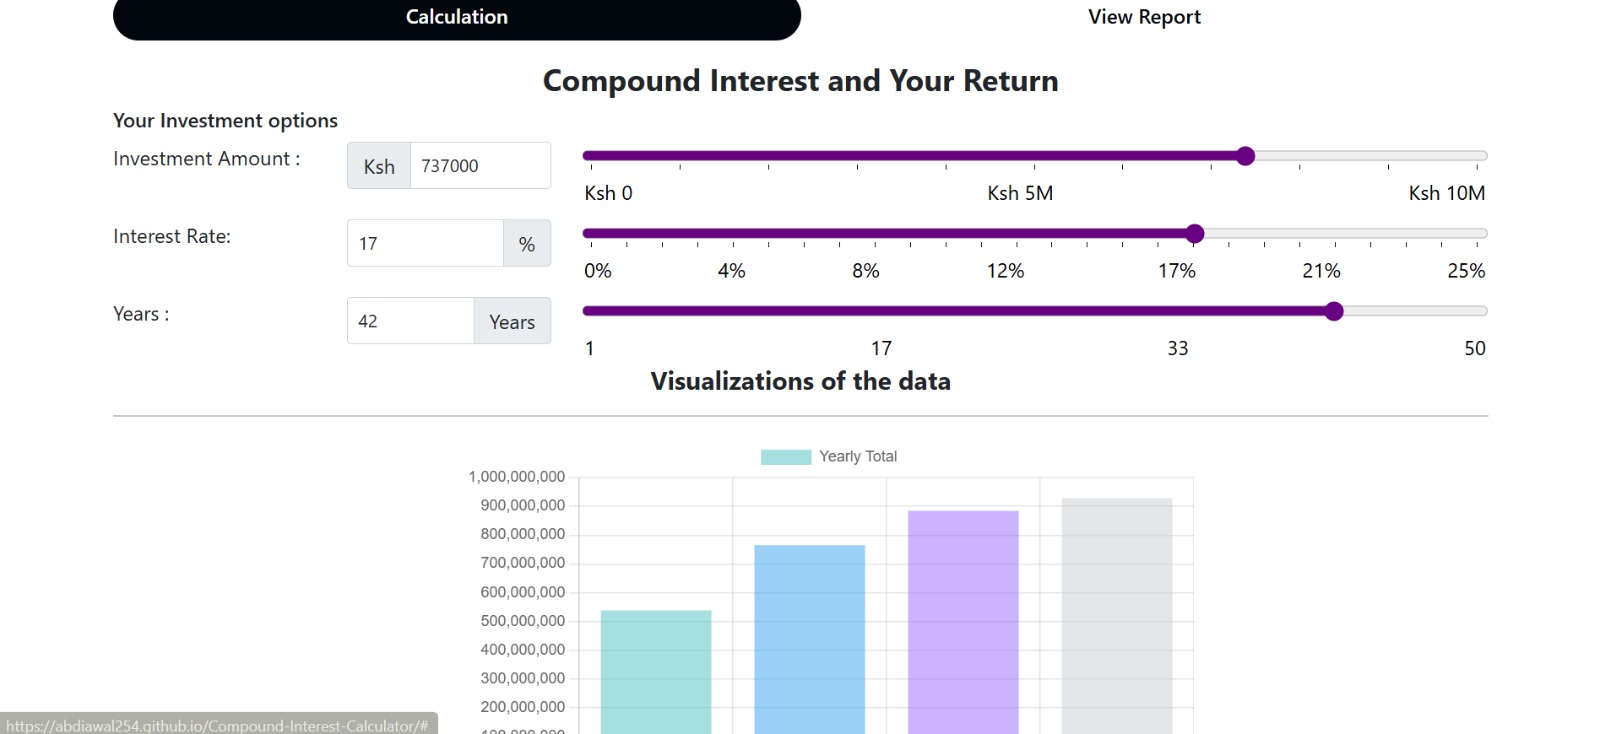 Calculation View Report
Compound Interest and Your Return
Your Investment options
Investment Amount : Ksh 737000
Ksh 0 Ksh 5M Ksh 10M
Interest Rate: 17 %
0% 4% 8% 12% 17% 21% 25%
Years : 42 Years
1 17 33 50
Visualizations of the data
Yearly Total
1,000,000,000
900,000,000
800,000,000
700,000,000
600,000,000
500,000,000
400,000,000
300,000,000
200,000,000
https://abdiawal254.github.io/Compound-Interest-Calculator/#